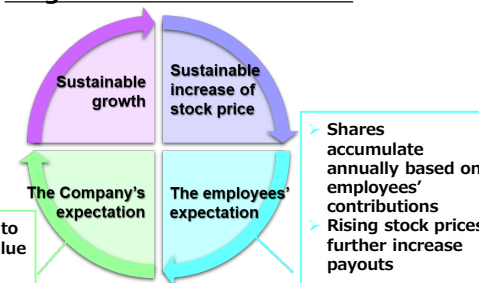 Sustainable
growth
Sustainable
increase of
stock price
The Company's
expectation
The employees'
expectation
to
lue
Shares
accumulate
annually based on
employees'
contributions
Rising stock prices
further increase
payouts